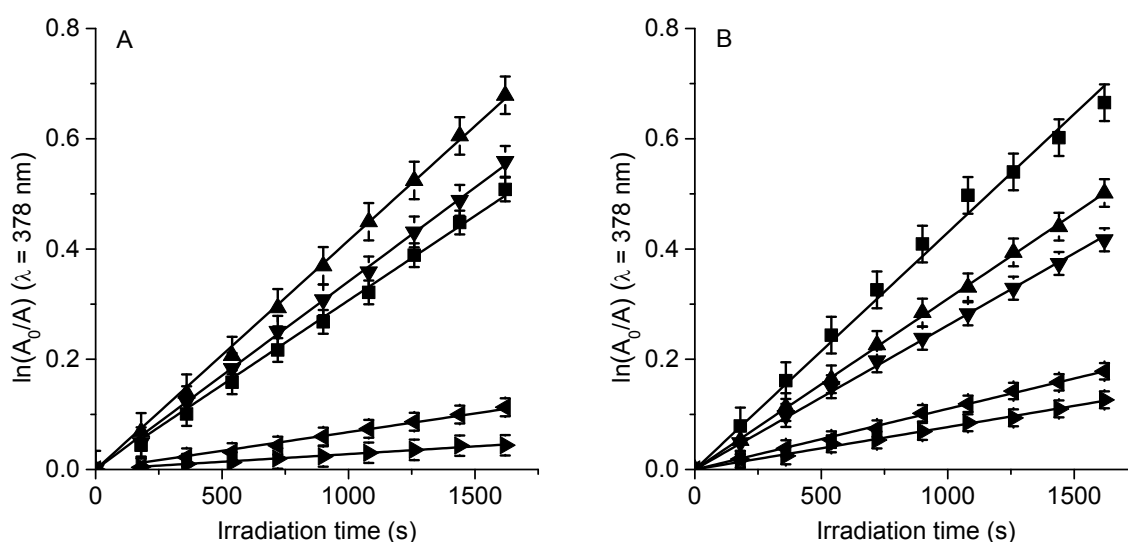 A
ln(A₀/A) (λ = 378 nm)
0.8
0.6
0.4
0.2
0.0
0 500 1000 1500
Irradiation time (s)
B
ln(A₀/A) (λ = 378 nm)
0.8
0.6
0.4
0.2
0.0
0 500 1000 1500
Irradiation time (s)